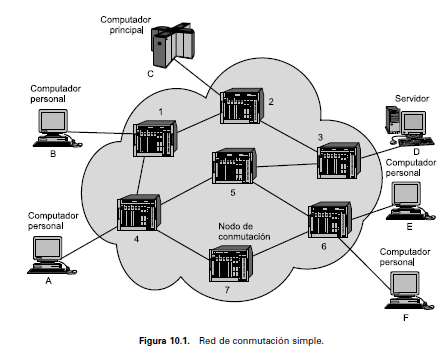 Computador
principal
C
Computador
personal
B
1
2
3
Servidor
D
Computador
personal
E
5
Computador
personal
A
4
Nodo de
conmutación
7
6
Computador
personal
F
Figura 10.1. Red de conmutación simple.